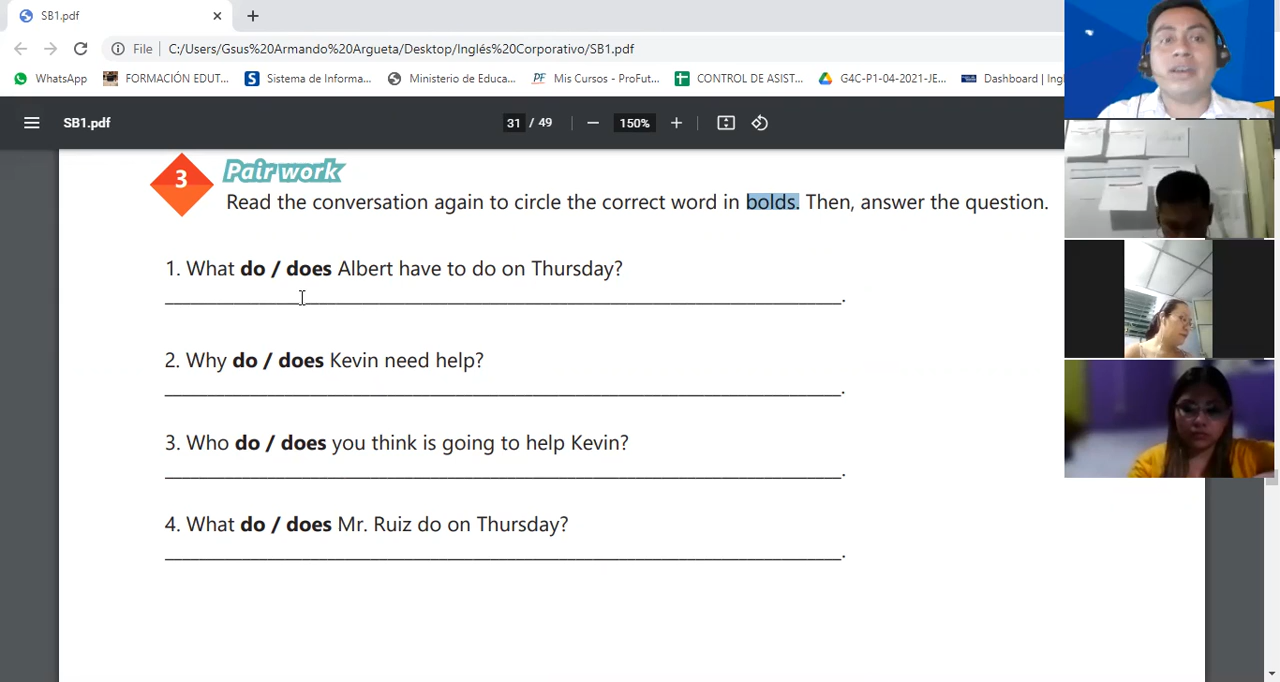 SB1.pdf
File | C:/Users/Gsus%20Armando%20Argueta/Desktop/Inglés%20Corporativo/SB1.pdf
WhatsApp FORMACIÓN EDUT... Sistema de Informa... Ministerio de Educa... Mis Cursos - ProFut... CONTROL DE ASIST... G4C-P1-04-2021-JE... Dashboard | Ingl
SB1.pdf 31 / 49 150%
3 Pair work
Read the conversation again to circle the correct word in bolds. Then, answer the question.
1. What do / does Albert have to do on Thursday?
2. Why do / does Kevin need help?
3. Who do / does you think is going to help Kevin?
4. What do / does Mr. Ruiz do on Thursday?